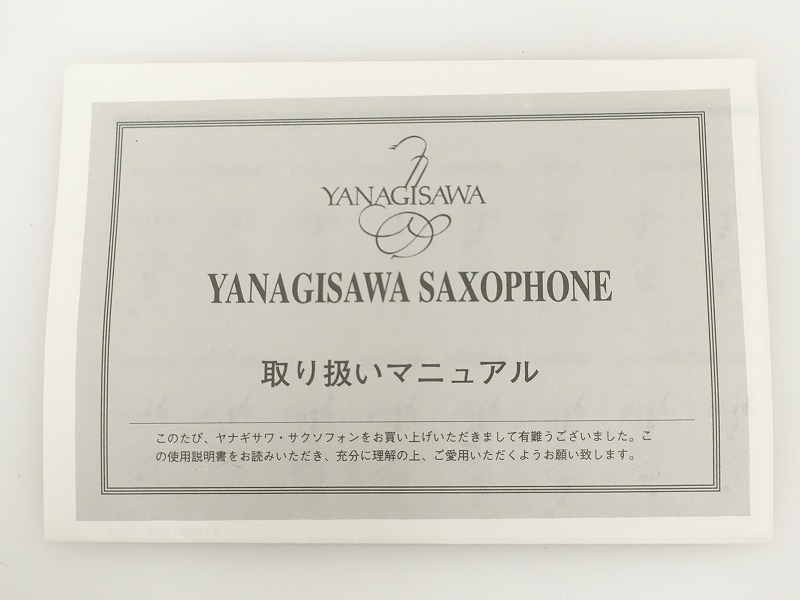 YANAGISAWA
YANAGISAWA SAXOPHONE
取り扱いマニュアル
このたび、ヤナギサワ・サクソフォンをお買い上げいただきまして有難うございました。こ
の使用説明書をお読みいただき、充分に理解の上、ご愛用いただくようお願い致します。